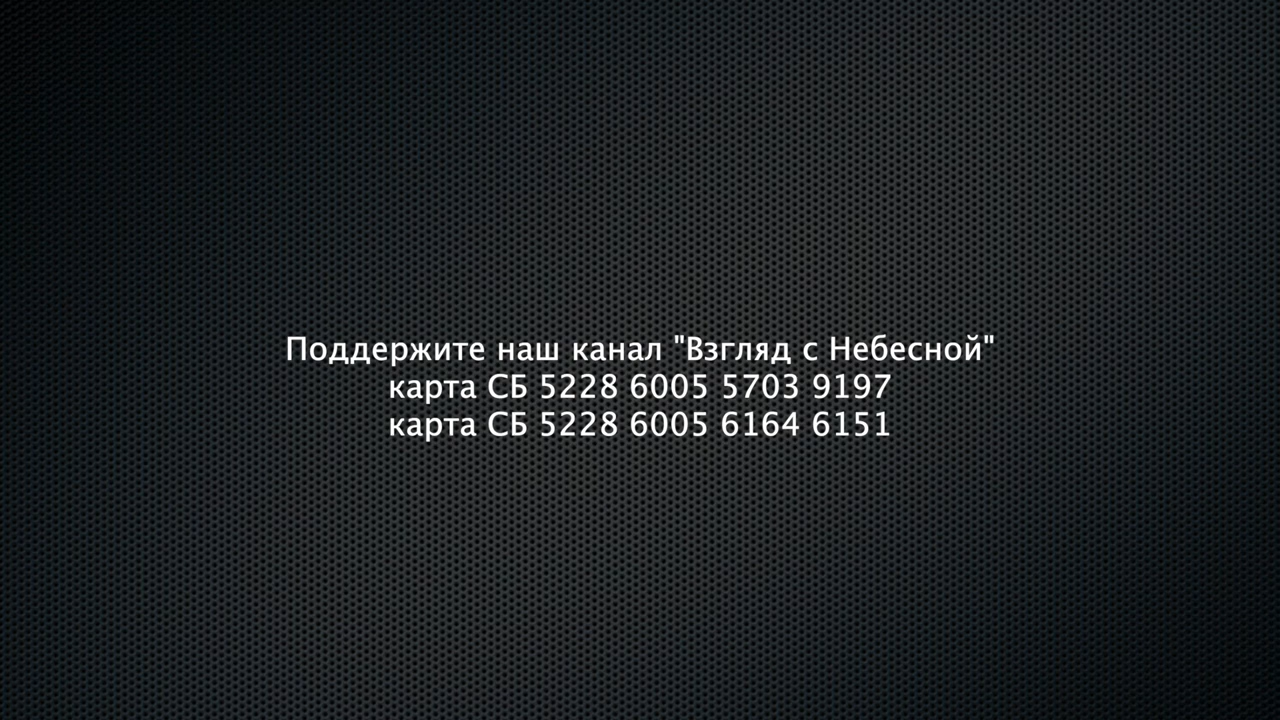 Поддержите наш канал "Взгляд с Небесной"
карта СБ 5228 6005 5703 9197
карта СБ 5228 6005 6164 6151